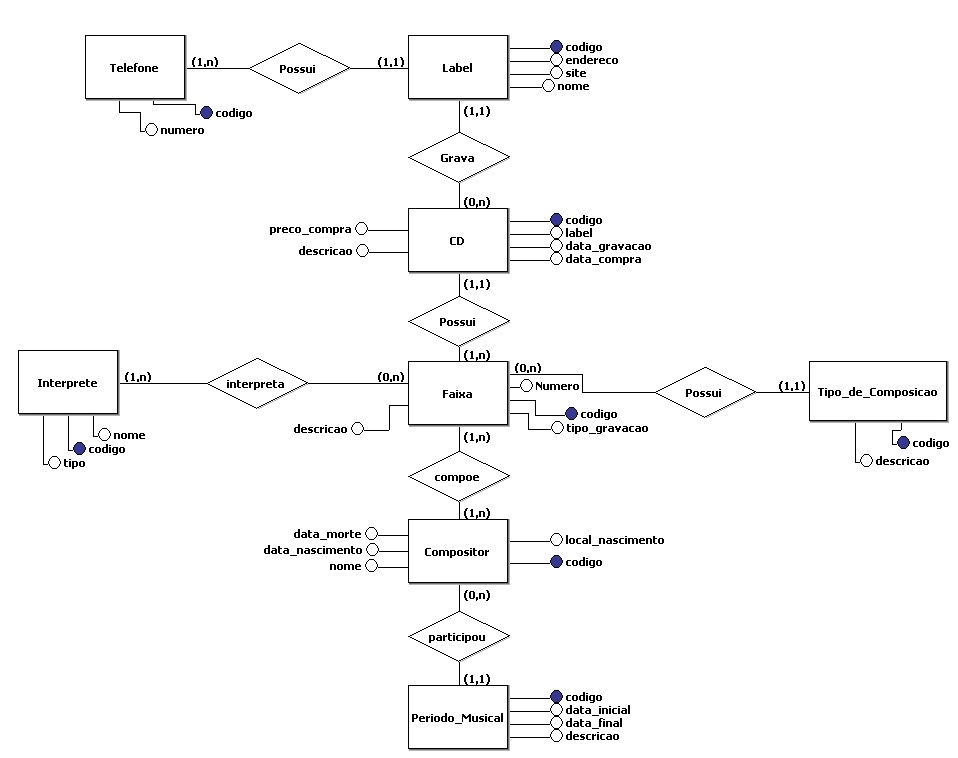 Telefone
(1,n)
Possui
(1,1)
Label
codigo
endereco
site
nome
codigo
numero
(1,1)
Grava
(0,n)
preco_compra
descricao
CD
codigo
label
data_gravacao
data_compra
(1,1)
Possui
(1,n)
Interprete
(1,n)
interpreta
(0,n)
Faixa
(0,n)
Numero
codigo
tipo_gravacao
descricao
Possui
(1,1)
Tipo_de_Composicao
codigo
descricao
nome
codigo
tipo
(1,n)
compoe
(1,n)
data_morte
data_nascimento
nome
Compositor
local_nascimento
codigo
(0,n)
participou
(1,1)
Periodo_Musical
codigo
data_inicial
data_final
descricao